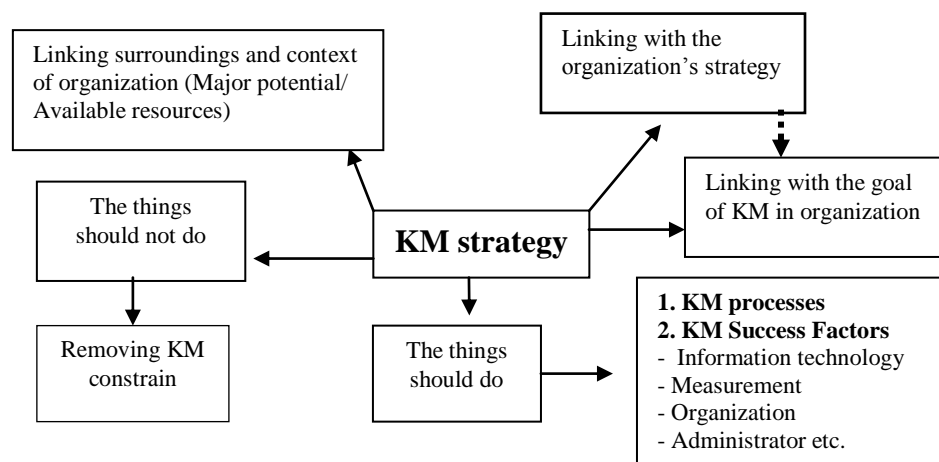 Linking surroundings and context
of organization (Major potential/
Available resources)
Linking with the
organization's strategy
Linking with the goal
of KM in organization
The things
should not do
KM strategy
Removing KM
constrain
The things
should do
1. KM processes
2. KM Success Factors
- Information technology
- Measurement
- Organization
- Administrator etc.